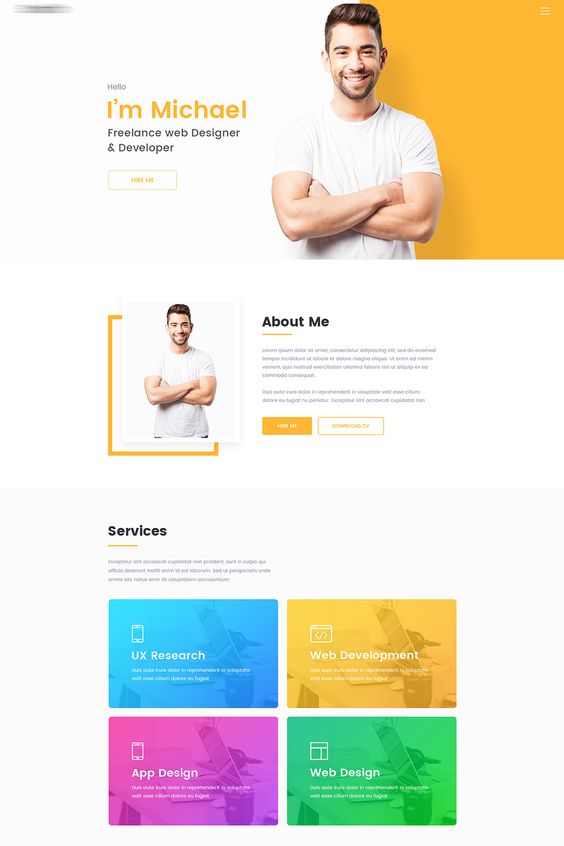 Hello
I'm Michael
Freelance web Designer
& Developer
HIRE ME
About Me
Lorem ipsum dolor sit amet, consectetur adipiscing elit, sed do eiusmod
tempor incididunt ut labore et dolore magna aliqua. Ut enim ad minim
veniam, quis nostrud exercitation ullamco laboris nisi ut aliquip ex ea
commodo consequat.
Duis aute irure dolor in reprehenderit in voluptate velit esse cillum
dolore eu fugiat nu pariatur. Excepteur sint occaecat cupidatat non
HIRE ME
DOWNLOAD CV
Services
Excepteur sint occaecat cupidatat non proident, sunt in culpa qui
officia deserunt mollit anim id est laborum. Sed ut perspiciatis unde
omnis iste natus error sit voluptatem accusantium
UX Research
Duis aute irure dolor in reprehenderit in voluptate
velit esse cillum dolore eu fugiat
Web Development
Duis aute irure dolor in reprehenderit in voluptate
velit esse cillum dolore eu fugiat
App Design
Duis aute irure dolor in reprehenderit in voluptate
velit esse cillum dolore eu fugiat
Web Design
Duis aute irure dolor in reprehenderit in voluptate
velit esse cillum dolore eu fugiat